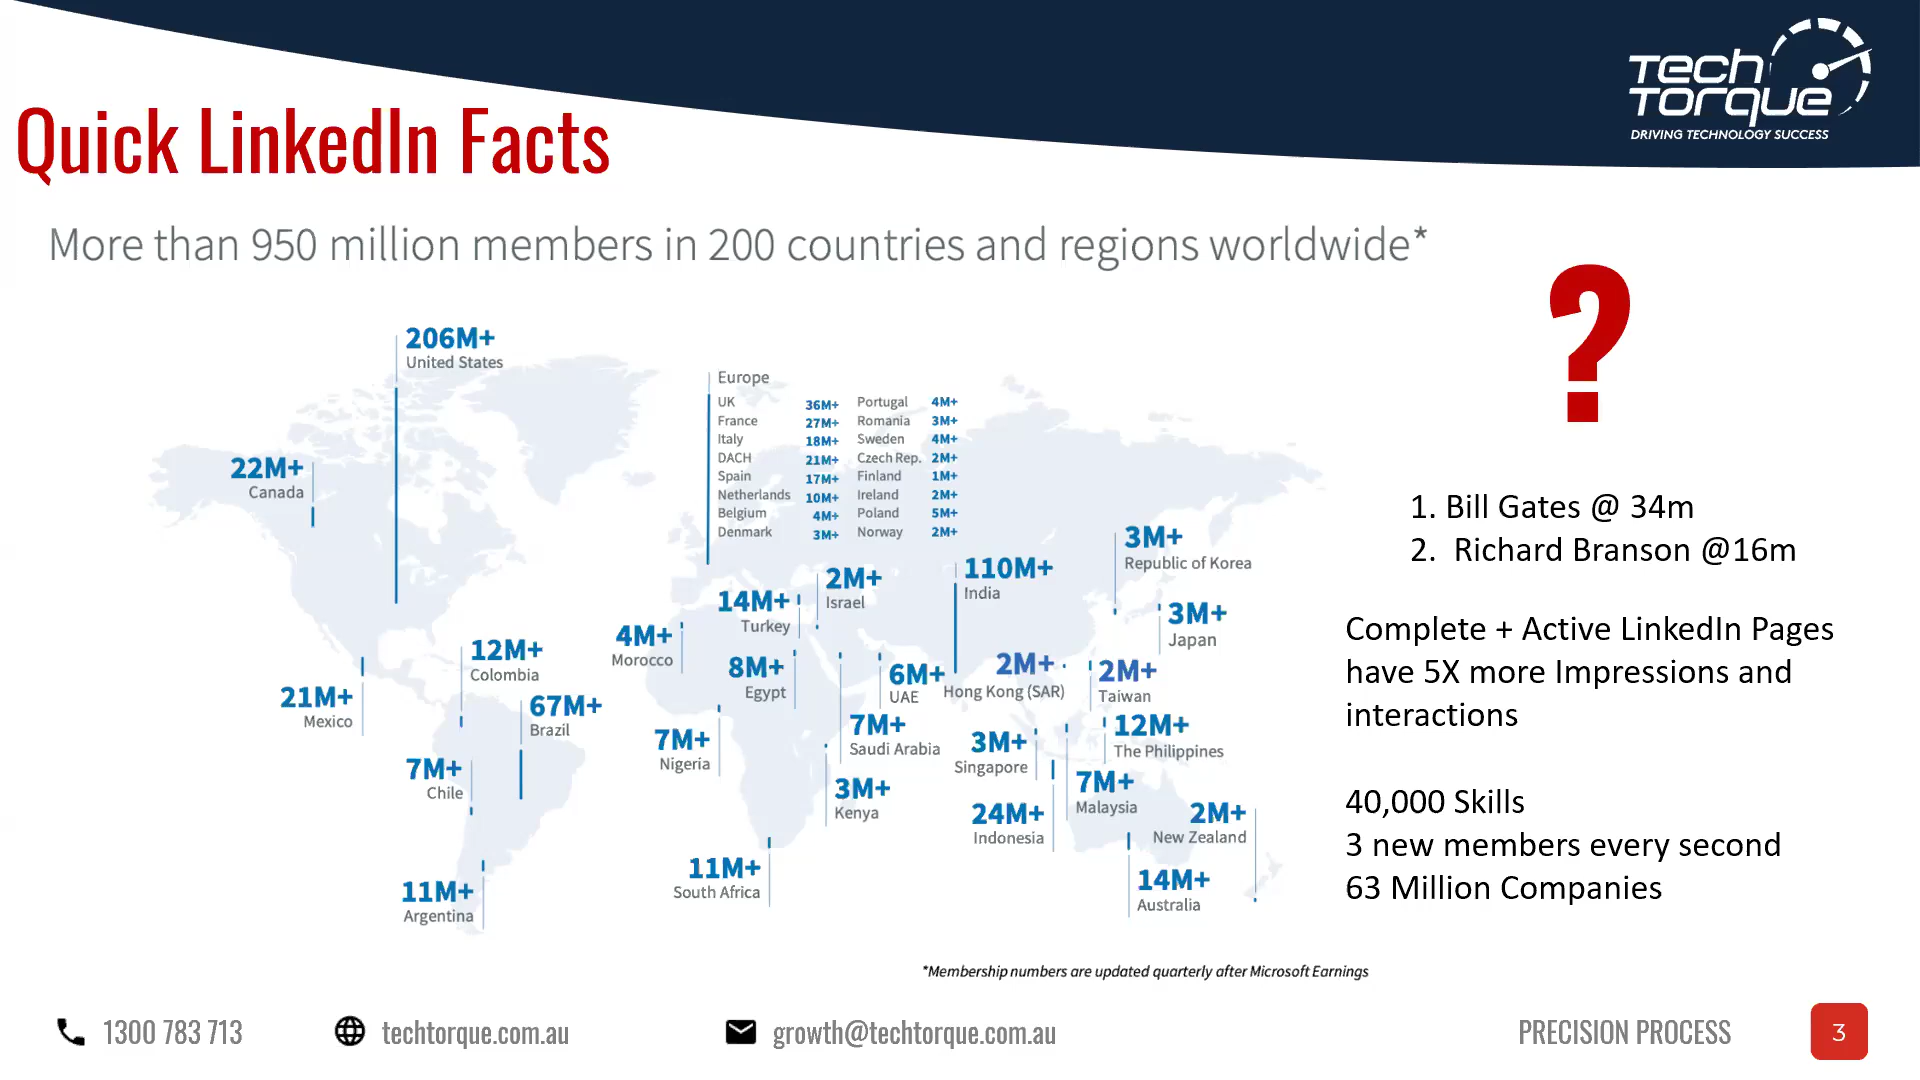 Tech
Torque
DRIVING TECHNOLOGY SUCCESS
Quick LinkedIn Facts
More than 950 million members in 200 countries and regions worldwide*
?
206M+
United States
22M+
Canada
Europe
UK 36M+ Portugal 4M+
France 27M+ Romania 3M+
Italy 18M+ Sweden 4M+
DACH 21M+ Czech Rep. 2M+
Spain 17M+ Finland 1M+
Netherlands 10M+ Ireland 2M+
Belgium 4M+ Poland 5M+
Denmark 3M+ Norway 2M+
3M+
Republic of Korea
110M+
India
2M+
Israel
14M+
Turkey
3M+
Japan
4M+
Morocco
12M+
Colombia
8M+
Egypt
6M+
UAE
2M+
Hong Kong (SAR)
2M+
Taiwan
21M+
Mexico
67M+
Brazil
7M+
Nigeria
7M+
Saudi Arabia
3M+
Singapore
12M+
The Philippines
7M+
Chile
3M+
Kenya
24M+
Indonesia
7M+
Malaysia
2M+
New Zealand
11M+
Argentina
11M+
South Africa
14M+
Australia
1. Bill Gates @ 34m
2. Richard Branson @16m
Complete + Active LinkedIn Pages
have 5X more Impressions and
interactions
40,000 Skills
3 new members every second
63 Million Companies
*Membership numbers are updated quarterly after Microsoft Earnings
1300 783 713
techtorque.com.au
growth@techtorque.com.au
PRECISION PROCESS
3